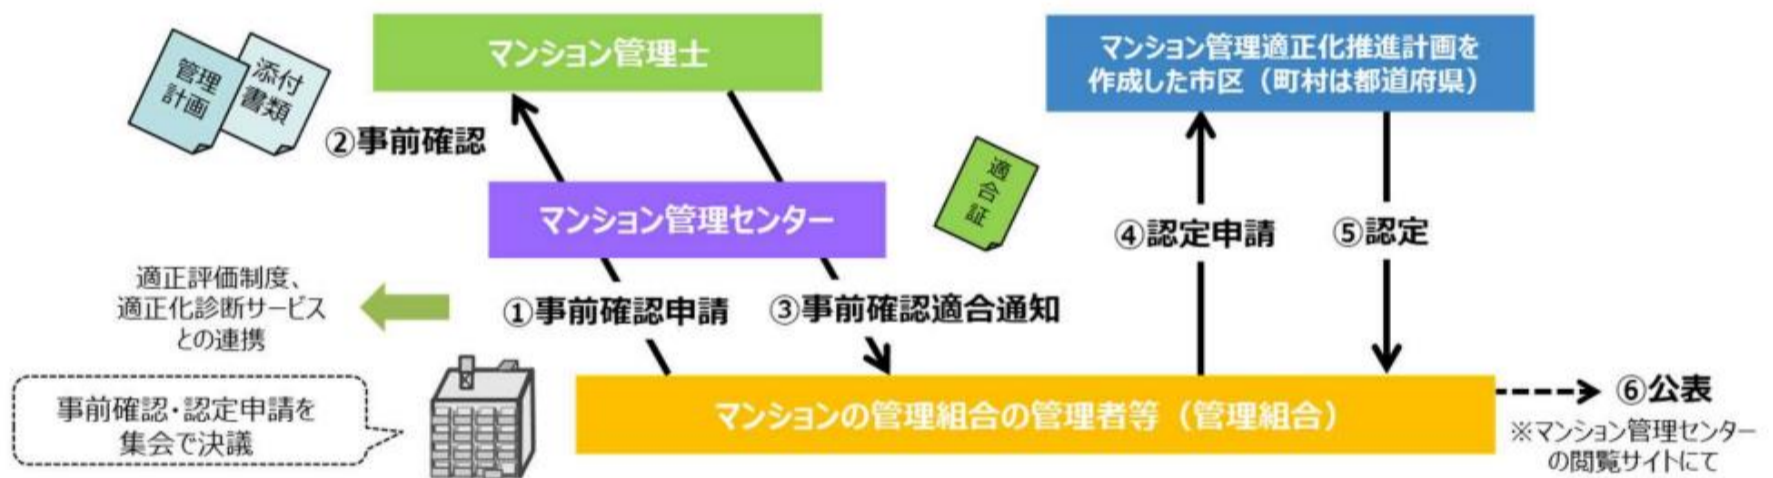 マンション管理士
マンション管理適正化推進計画を
作成した市区（町村は都道府県）
管理
計画
添付
書類
②事前確認
適合証
マンション管理センター
④認定申請
⑤認定
適正評価制度、
適正化診断サービス
との連携
①事前確認申請
③事前確認適合通知
事前確認・認定申請を
集会で決議
マンションの管理組合の管理者等（管理組合）
⑥公表
※マンション管理センター
の閲覧サイトにて